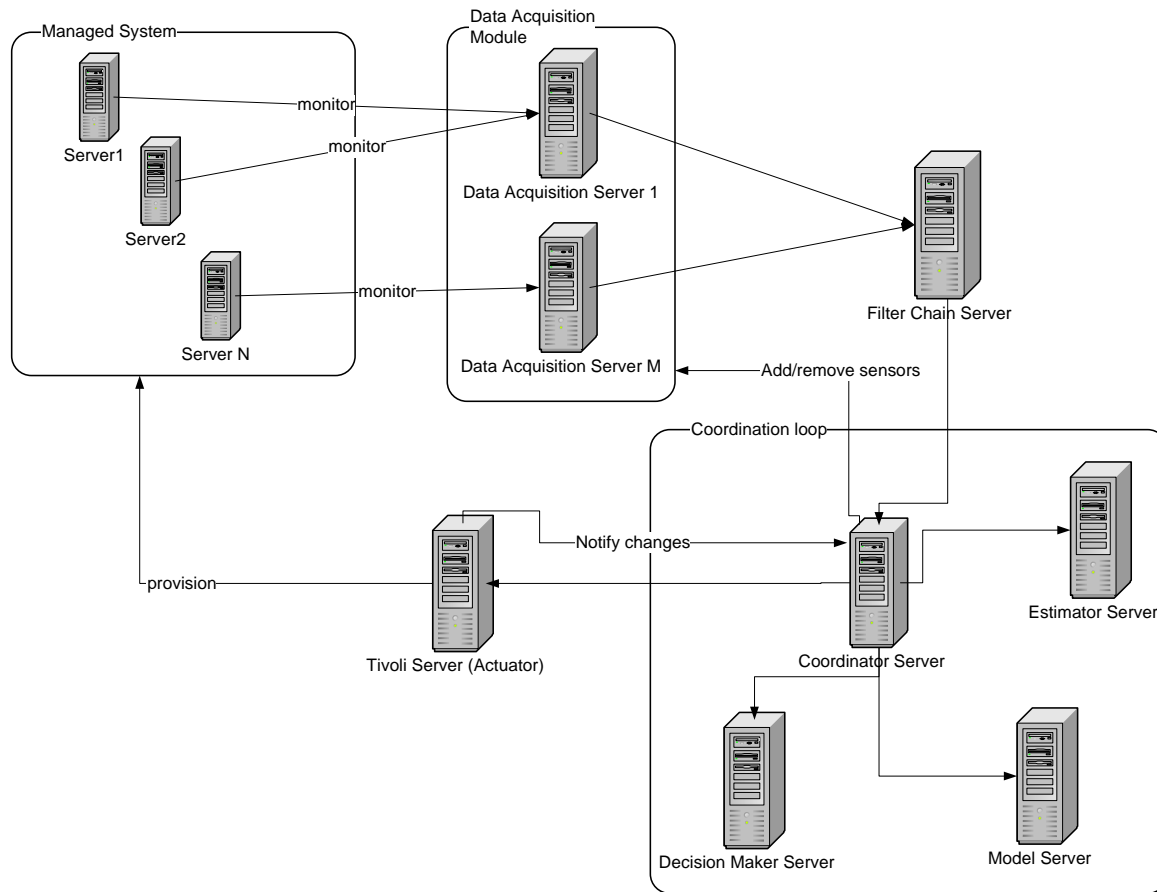 Managed System
Data Acquisition
Module
Server1
monitor
Server2
monitor
Server N
monitor
Data Acquisition Server 1
Data Acquisition Server M
Filter Chain Server
Add/remove sensors
Coordination loop
Notify changes
provision
Tivoli Server (Actuator)
Coordinator Server
Estimator Server
Decision Maker Server
Model Server